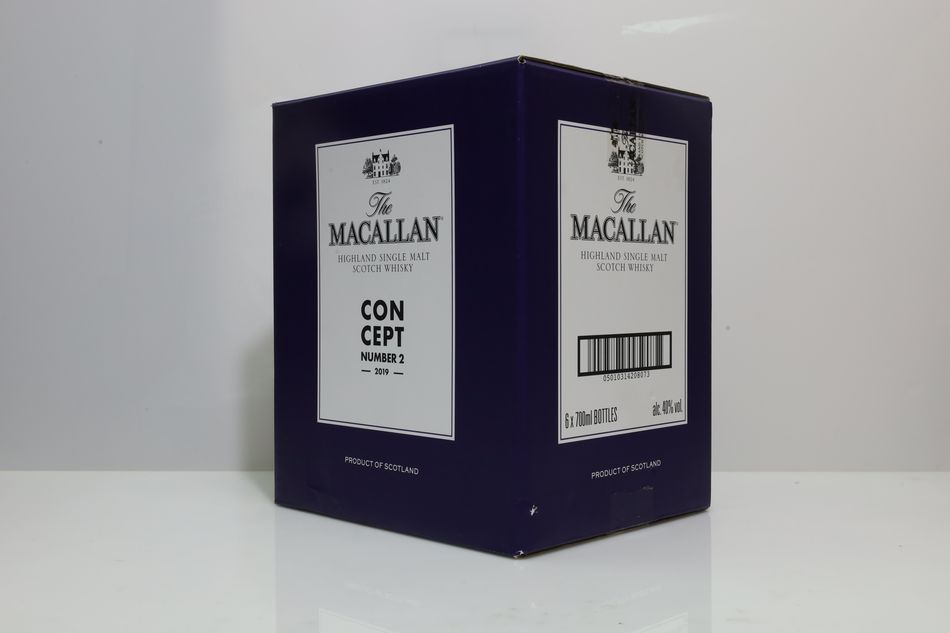 EST. 1824
The
MACALLAN
HIGHLAND SINGLE MALT
SCOTCH WHISKY
CON
CEPT
NUMBER 2
2019
PRODUCT OF SCOTLAND
EST. 1824
The
MACALLAN
HIGHLAND SINGLE MALT
SCOTCH WHISKY
05010314208073
6 x 700ml BOTTLES
alc. 40% vol.
PRODUCT OF SCOTLAND